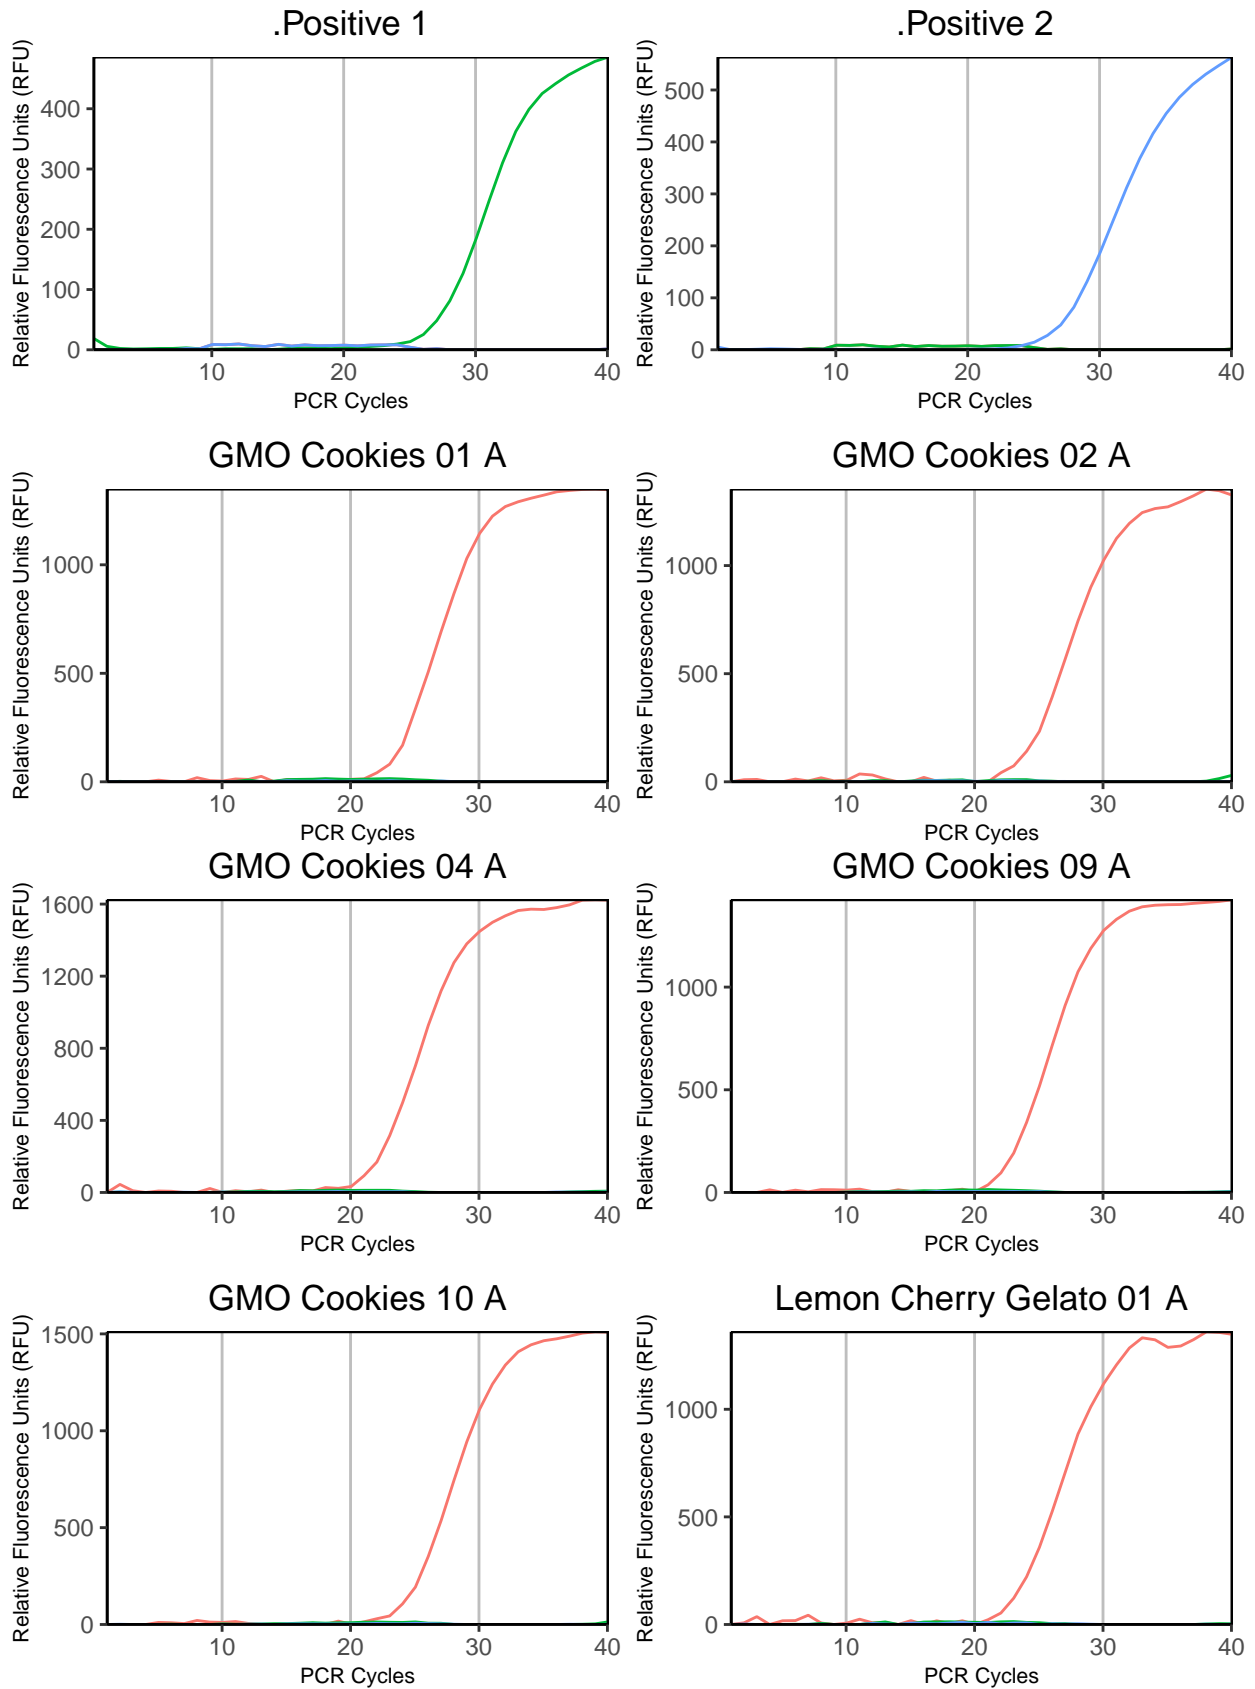 .Positive 1
Relative Fluorescence Units (RFU)
400
300
200
100
0
10 20 30 40
PCR Cycles
.Positive 2
Relative Fluorescence Units (RFU)
500
400
300
200
100
0
10 20 30 40
PCR Cycles
GMO Cookies 01 A
Relative Fluorescence Units (RFU)
1000
500
0
10 20 30 40
PCR Cycles
GMO Cookies 02 A
Relative Fluorescence Units (RFU)
1000
500
0
10 20 30 40
PCR Cycles
GMO Cookies 04 A
Relative Fluorescence Units (RFU)
1600
1200
800
400
0
10 20 30 40
PCR Cycles
GMO Cookies 09 A
Relative Fluorescence Units (RFU)
1000
500
0
10 20 30 40
PCR Cycles
GMO Cookies 10 A
Relative Fluorescence Units (RFU)
1500
1000
500
0
10 20 30 40
PCR Cycles
Lemon Cherry Gelato 01 A
Relative Fluorescence Units (RFU)
1000
500
0
10 20 30 40
PCR Cycles